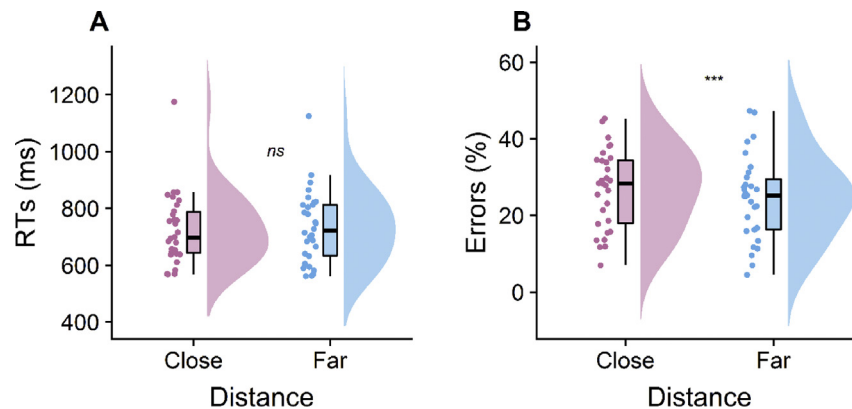 A
RTs (ms)
1200
1000
800
600
400
ns
Close
Far
Distance
B
Errors (%)
60
40
20
0
***
Close
Far
Distance